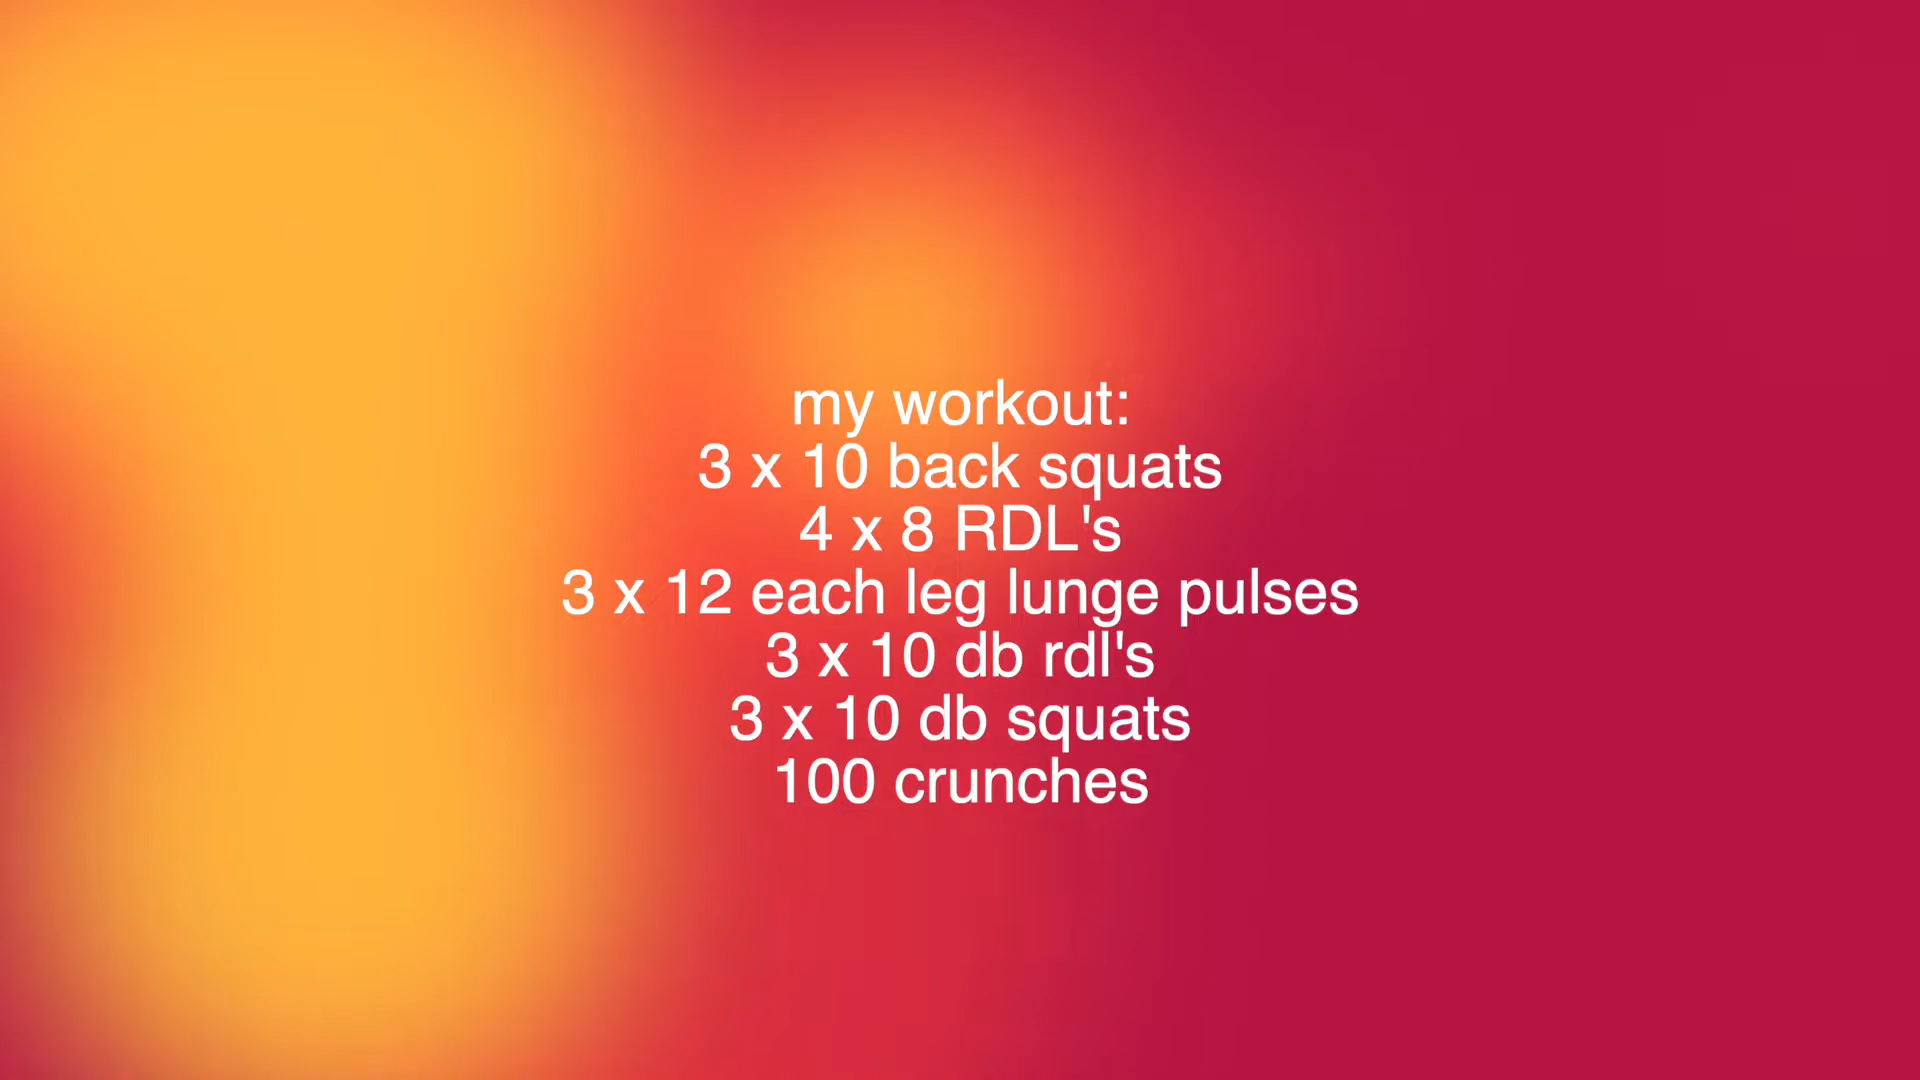 my workout:
3 x 10 back squats
4 x 8 RDL's
3 x 12 each leg lunge pulses
3 x 10 db rdl's
3 x 10 db squats
100 crunches